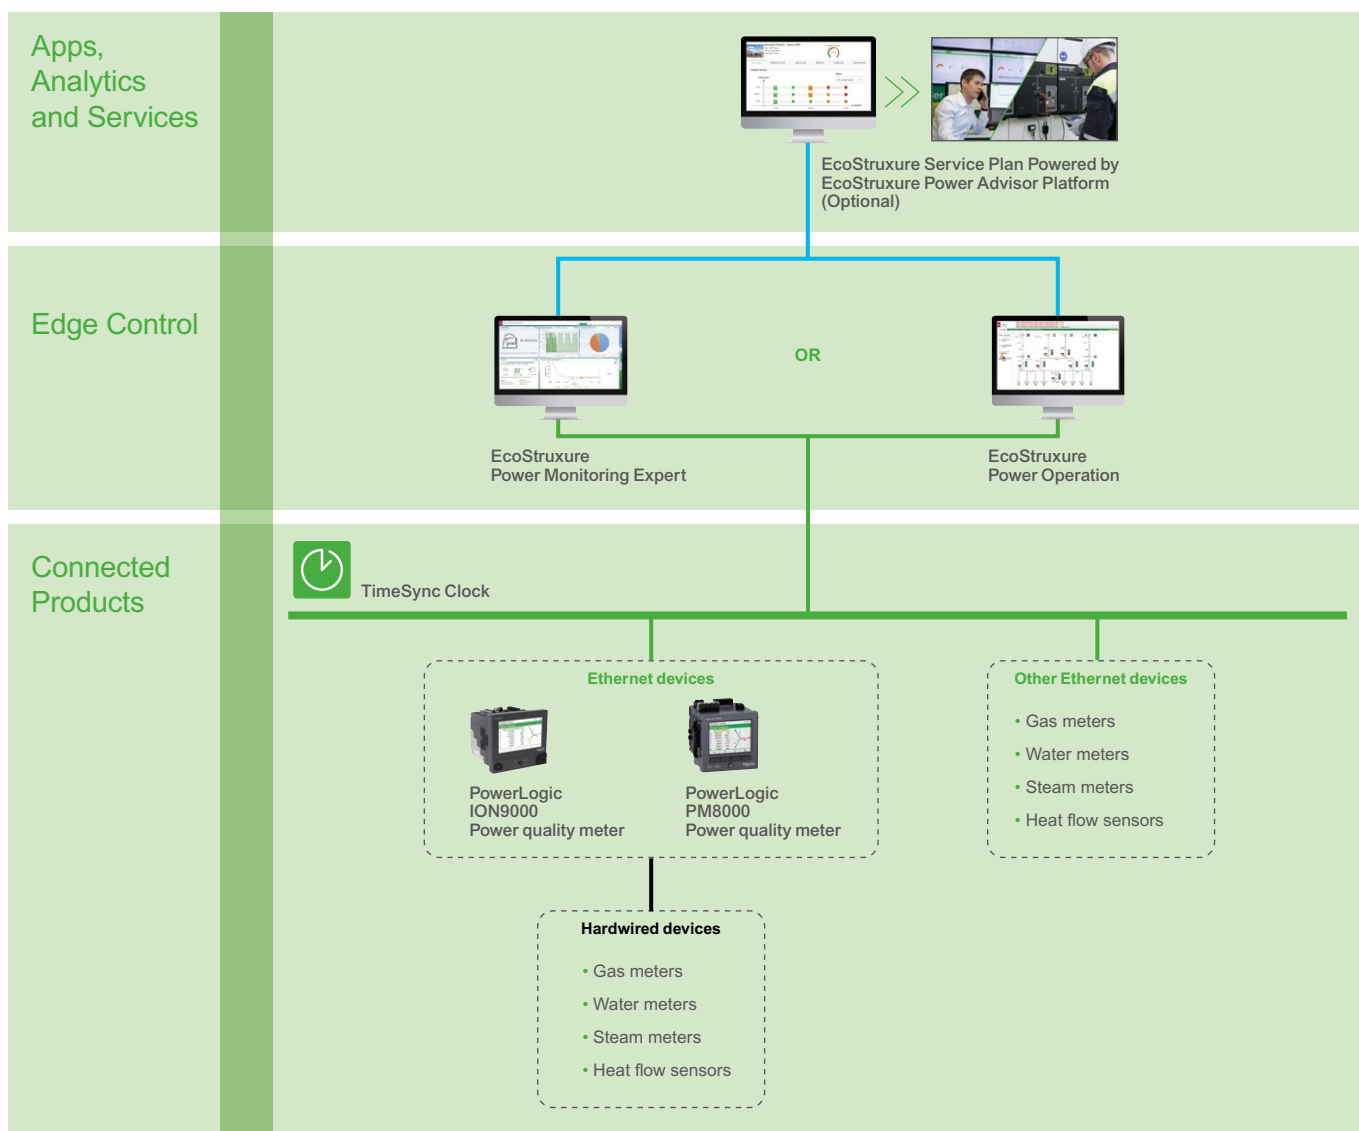 Apps,
Analytics
and Services
EcoStruxure Service Plan Powered by
EcoStruxure Power Advisor Platform
(Optional)
Edge Control
OR
EcoStruxure
Power Monitoring Expert
EcoStruxure
Power Operation
Connected
Products
TimeSync Clock
Ethernet devices
PowerLogic
ION9000
Power quality meter
PowerLogic
PM8000
Power quality meter
Other Ethernet devices
• Gas meters
• Water meters
• Steam meters
• Heat flow sensors
Hardwired devices
• Gas meters
• Water meters
• Steam meters
• Heat flow sensors